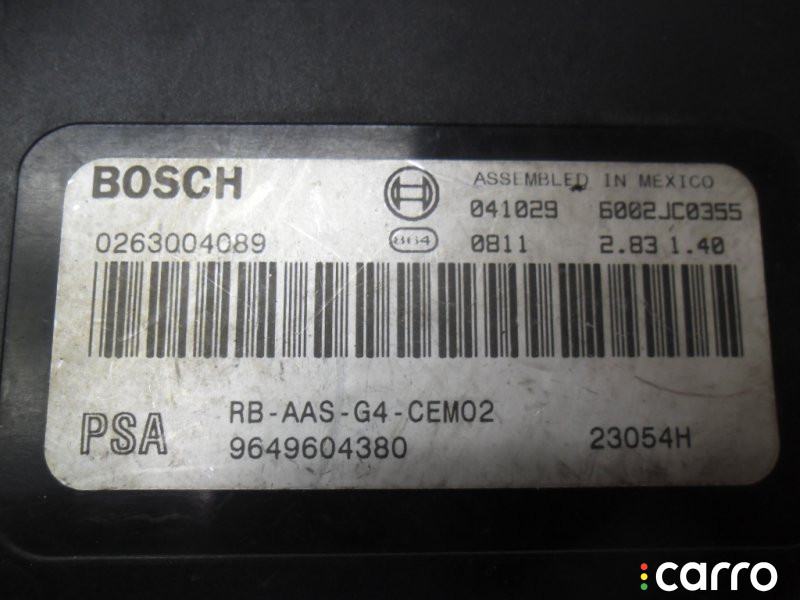 BOSCH
ASSEMBLED IN MEXICO
041029 6002JC0355
0263004089 864 0811 2.83 1.40
PSA RB-AAS-G4-CEM02
9649604380 23054H
carro